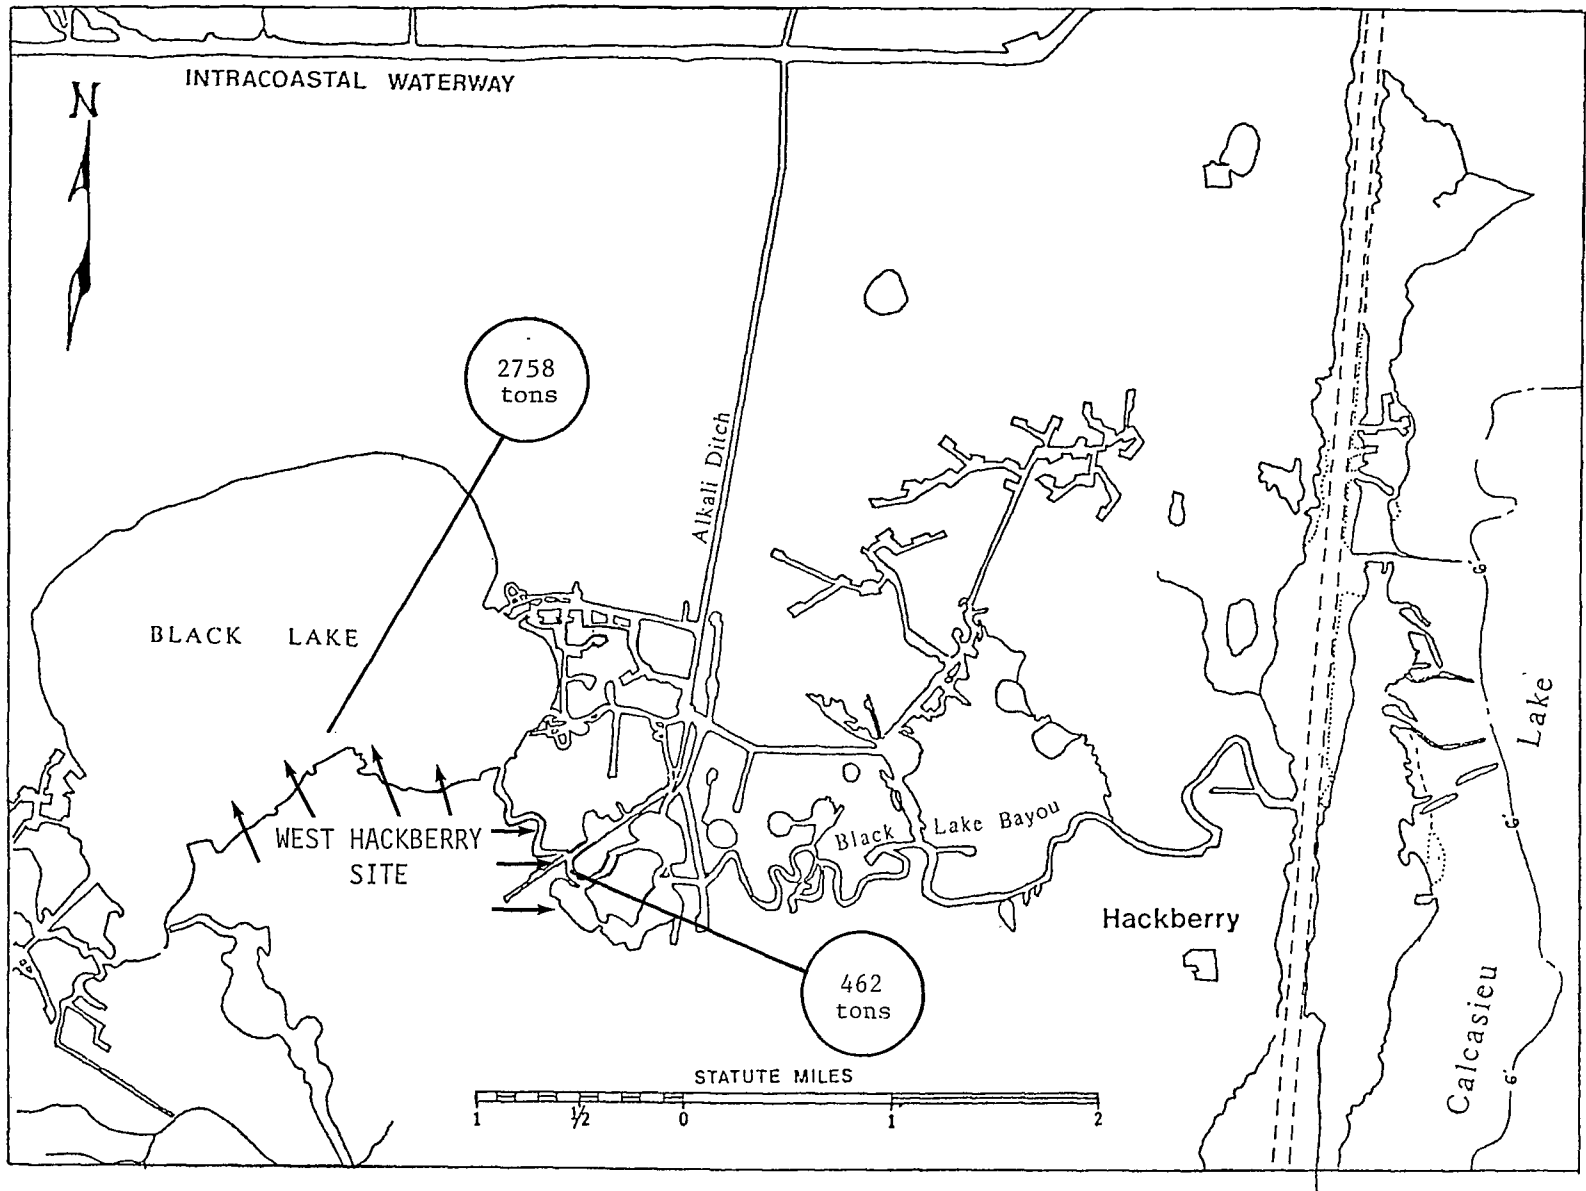 INTRACOASTAL WATERWAY
N
2758
tons
Alkali Ditch
BLACK LAKE
6'
Lake
Black Lake Bayou
6'
WEST HACKBERRY
SITE
Hackberry
462
tons
Calcasieu
6'
STATUTE MILES
1 ½ 0 1 2